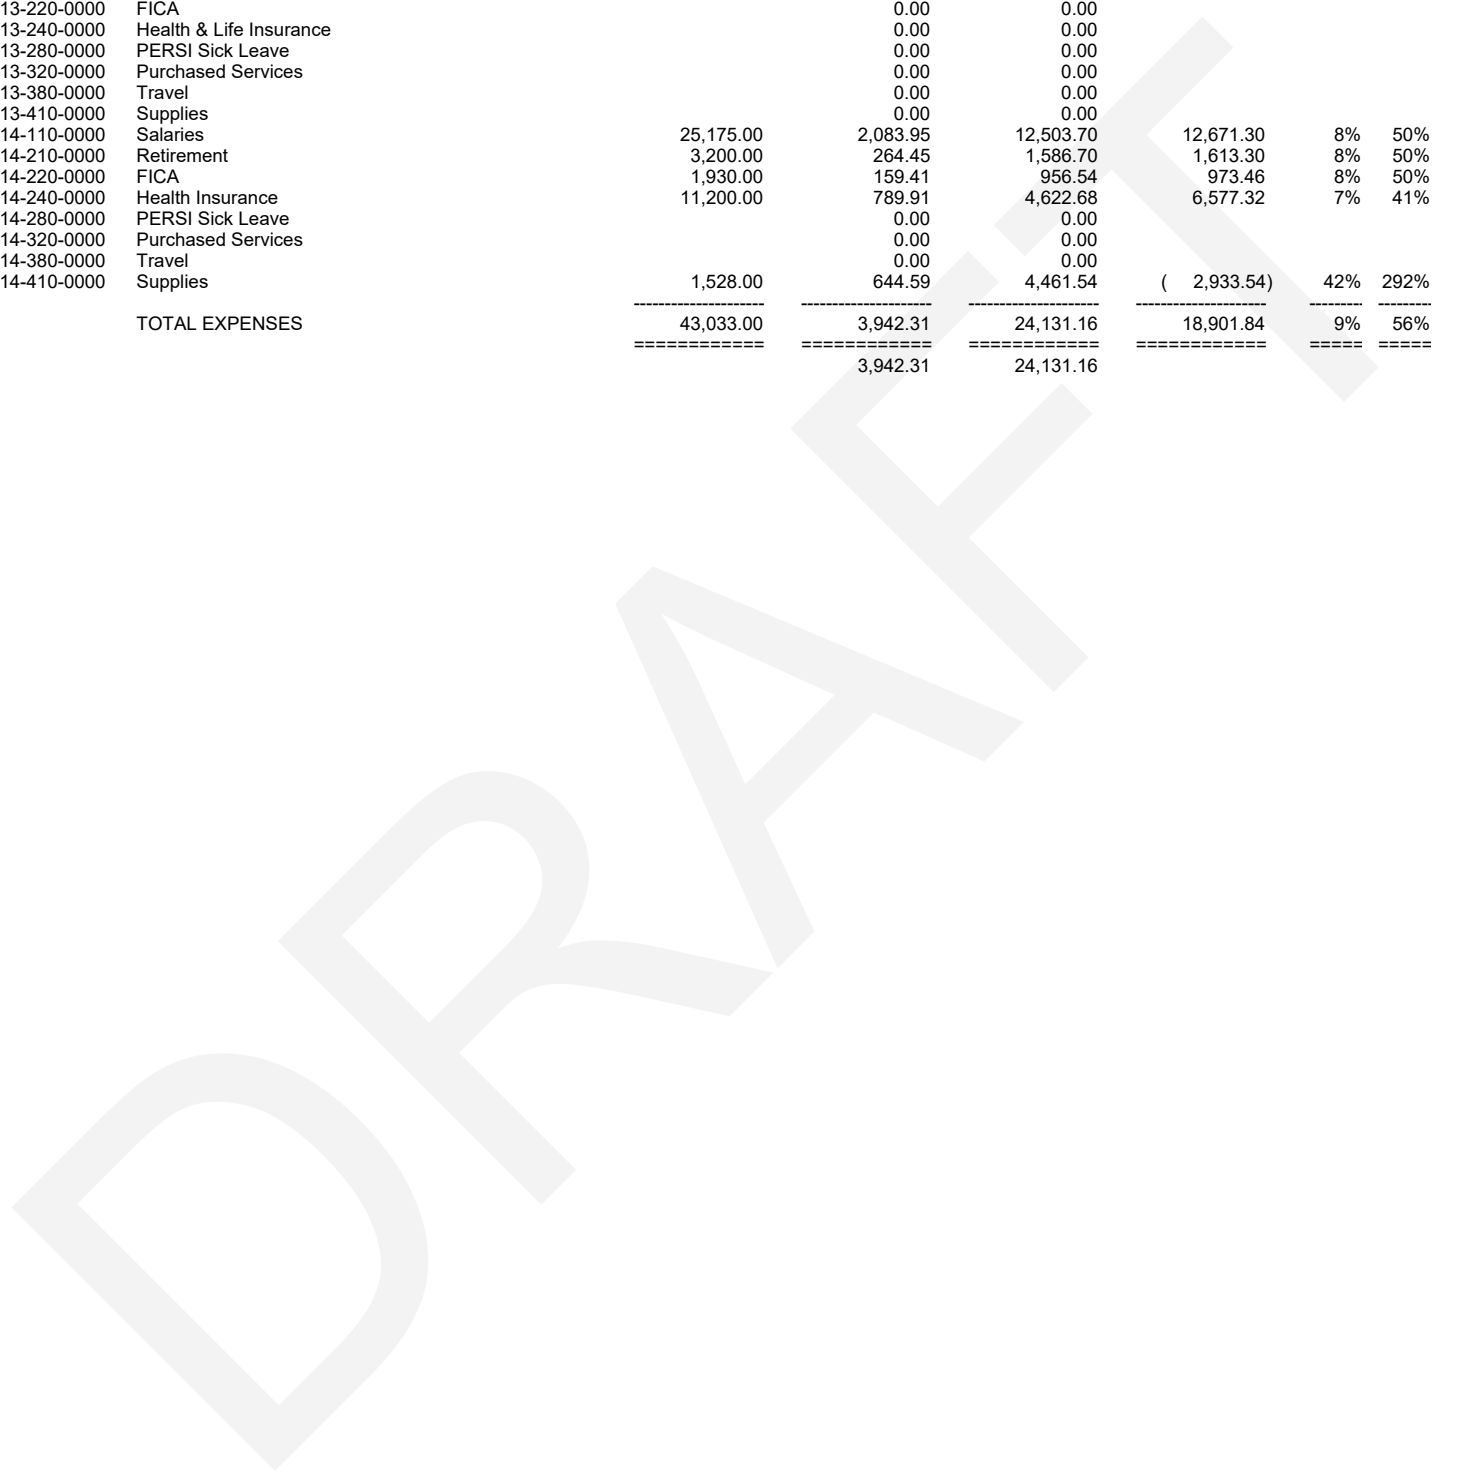 13-220-0000 FICA 0.00 0.00
13-240-0000 Health & Life Insurance 0.00 0.00
13-280-0000 PERSI Sick Leave 0.00 0.00
13-320-0000 Purchased Services 0.00 0.00
13-380-0000 Travel 0.00 0.00
13-410-0000 Supplies 0.00 0.00
14-110-0000 Salaries 25,175.00 2,083.95 12,503.70 12,671.30 8% 50%
14-210-0000 Retirement 3,200.00 264.45 1,586.70 1,613.30 8% 50%
14-220-0000 FICA 1,930.00 159.41 956.54 973.46 8% 50%
14-240-0000 Health Insurance 11,200.00 789.91 4,622.68 6,577.32 7% 41%
14-280-0000 PERSI Sick Leave 0.00 0.00
14-320-0000 Purchased Services 0.00 0.00
14-380-0000 Travel 0.00 0.00
14-410-0000 Supplies 1,528.00 644.59 4,461.54 ( 2,933.54) 42% 292%
--------------------- --------------------- --------------------- --------------------- -------- --------
TOTAL EXPENSES 43,033.00 3,942.31 24,131.16 18,901.84 9% 56%
============ ============ ============ ============ ===== =====
3,942.31 24,131.16
DRAFT